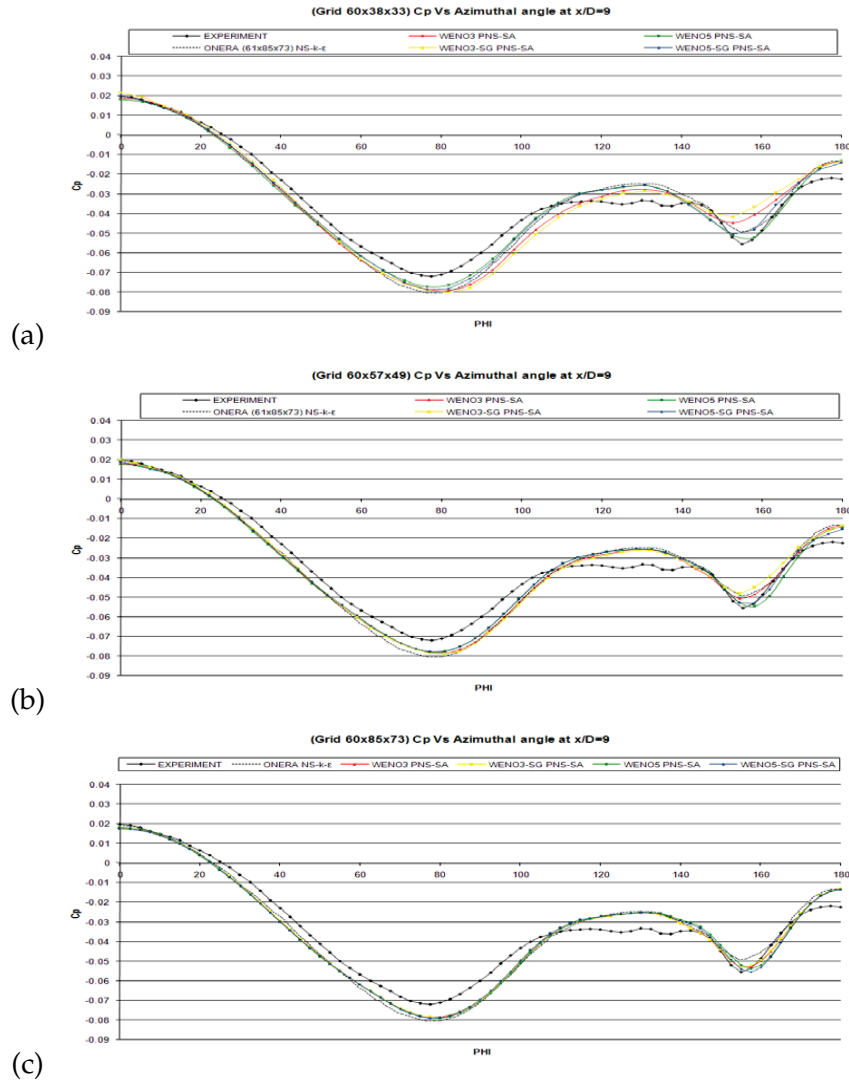 (Grid 60x38x33) Cp Vs Azimuthal angle at x/D=9
EXPERIMENT WENO3 PNS-SA WENO5 PNS-SA
ONERA (61x85x73) NS-k-ε WENO3-SG PNS-SA WENO5-SG PNS-SA
0.04
0.03
0.02
0.01
0
0 20 40 60 80 100 120 140 160 180
-0.01
-0.02
-0.03
Cp
-0.04
-0.05
-0.06
-0.07
-0.08
-0.09
PHI
(a)
(Grid 60x57x49) Cp Vs Azimuthal angle at x/D=9
EXPERIMENT WENO3 PNS-SA WENO5 PNS-SA
ONERA (61x85x73) NS-k-ε WENO3-SG PNS-SA WENO5-SG PNS-SA
0.04
0.03
0.02
0.01
0
0 20 40 60 80 100 120 140 160 180
-0.01
-0.02
-0.03
Cp
-0.04
-0.05
-0.06
-0.07
-0.08
-0.09
PHI
(b)
(Grid 60x85x73) Cp Vs Azimuthal angle at x/D=9
EXPERIMENT ONERA NS-k-ε WENO3 PNS-SA WENO3-SG PNS-SA WENO5 PNS-SA WENO5-SG PNS-SA
0.04
0.03
0.02
0.01
0
0 20 40 60 80 100 120 140 160 180
-0.01
-0.02
-0.03
Cp
-0.04
-0.05
-0.06
-0.07
-0.08
-0.09
PHI
(c)